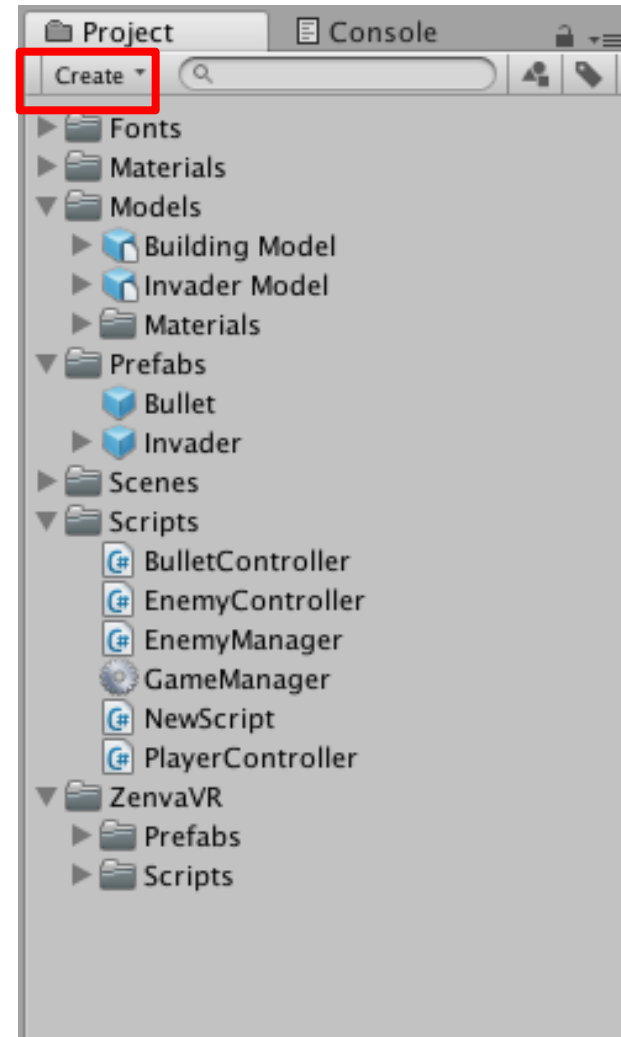 Project Console
Create
Fonts
Materials
Models
Building Model
Invader Model
Materials
Prefabs
Bullet
Invader
Scenes
Scripts
C# BulletController
C# EnemyController
C# EnemyManager
GameManager
C# NewScript
C# PlayerController
ZenvaVR
Prefabs
Scripts